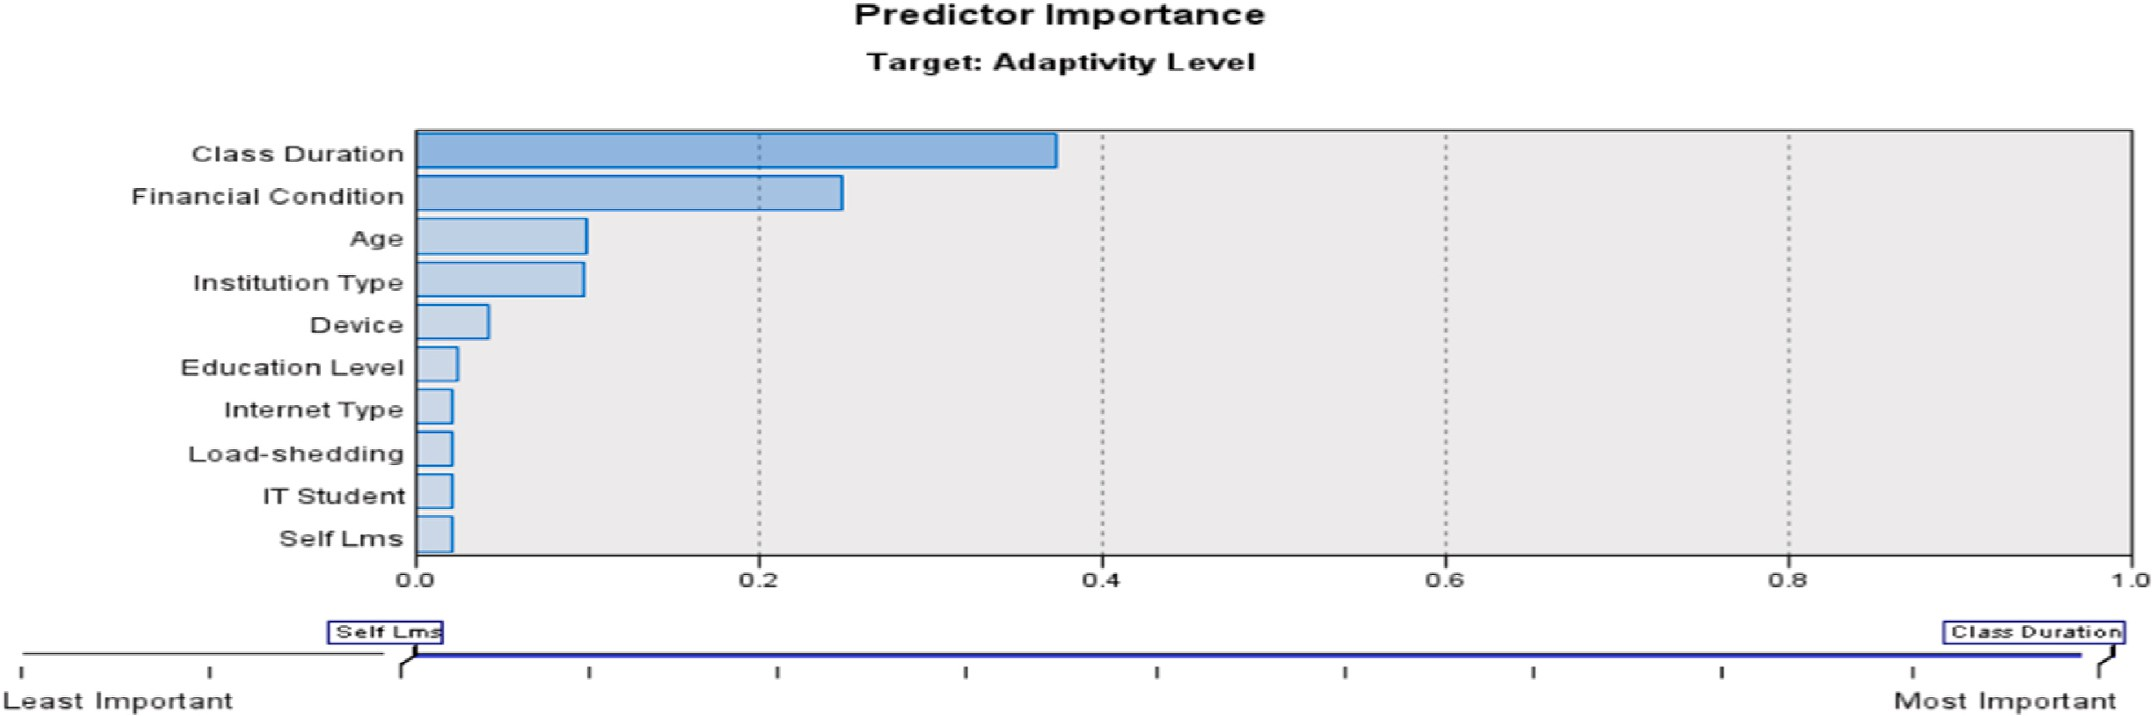 Predictor Importance
Target: Adaptivity Level
Class Duration
Financial Condition
Age
Institution Type
Device
Education Level
Internet Type
Load-shedding
IT Student
Self Lms
0.0 0.2 0.4 0.6 0.8 1.0
Self Lms Class Duration
Least Important Most Important